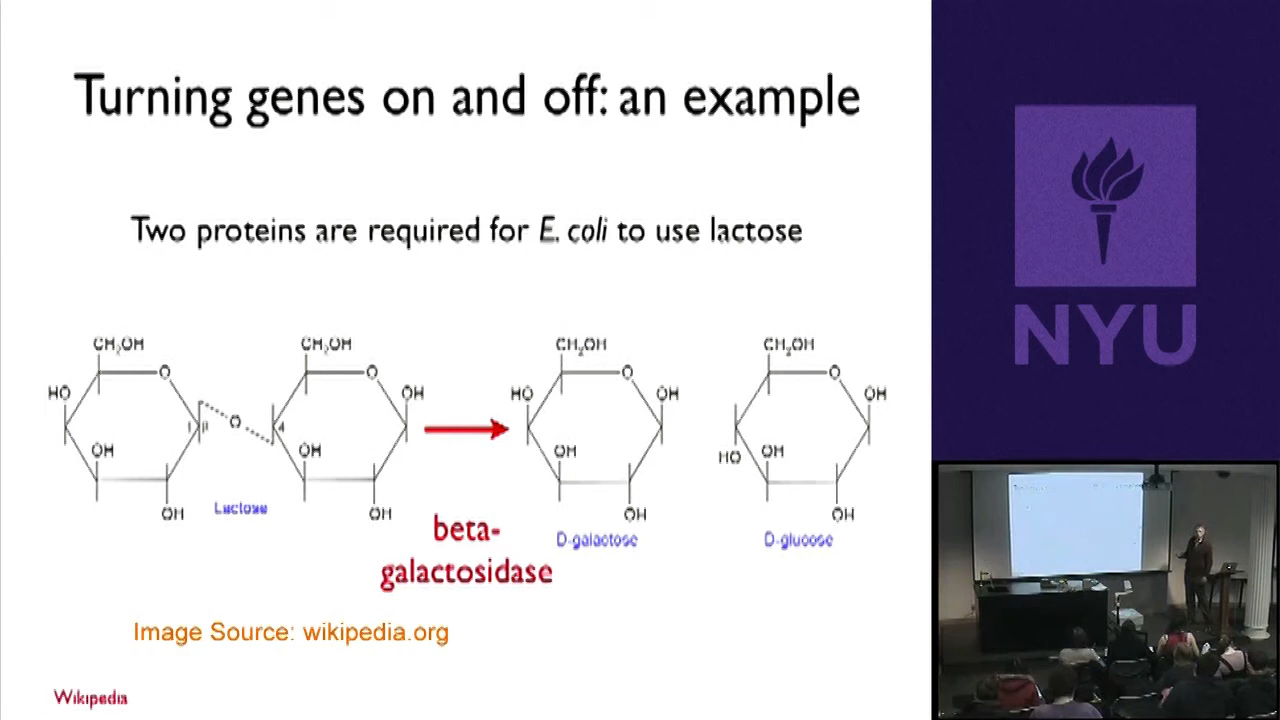 Turning genes on and off: an example
Two proteins are required for E. coli to use lactose
CH₂OH CH₂OH CH₂OH CH₂OH
HO O O OH HO O OH O OH
1 β O 4
OH OH OH HO OH
OH OH OH OH
Lactose
beta-
galactosidase
D-galactose D-glucose
Image Source: wikipedia.org
Wikipedia
NYU